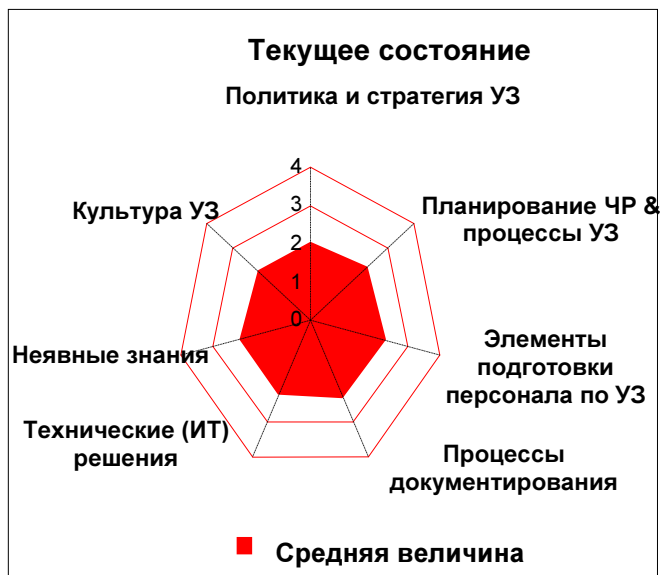 Текущее состояние
Политика и стратегия УЗ
4
3
2
1
0
Культура УЗ
Планирование ЧР &
процессы УЗ
Неявные знания
Элементы
подготовки
персонала по УЗ
Технические (ИТ)
решения
Процессы
документирования
Средняя величина